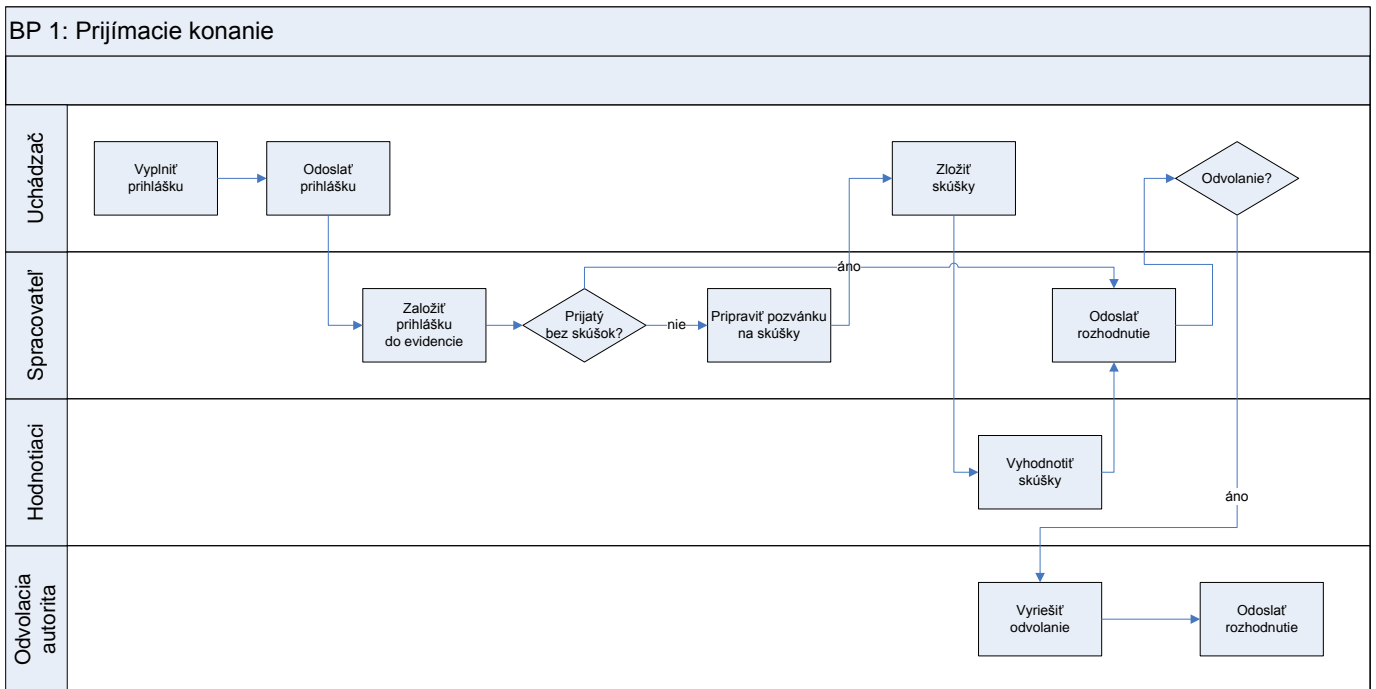 BP 1: Prijímacie konanie
Uchádzač
Vyplniť
prihlášku
Odoslať
prihlášku
Zložiť
skúšky
Odvolanie?
Spracovateľ
Založiť
prihlášku
do evidencie
Prijatý
bez skúšok?
nie
Pripraviť pozvánku
na skúšky
áno
Odoslať
rozhodnutie
Hodnotiaci
Vyhodnotiť
skúšky
áno
Odvolacia
autorita
Vyriešiť
odvolanie
Odoslať
rozhodnutie